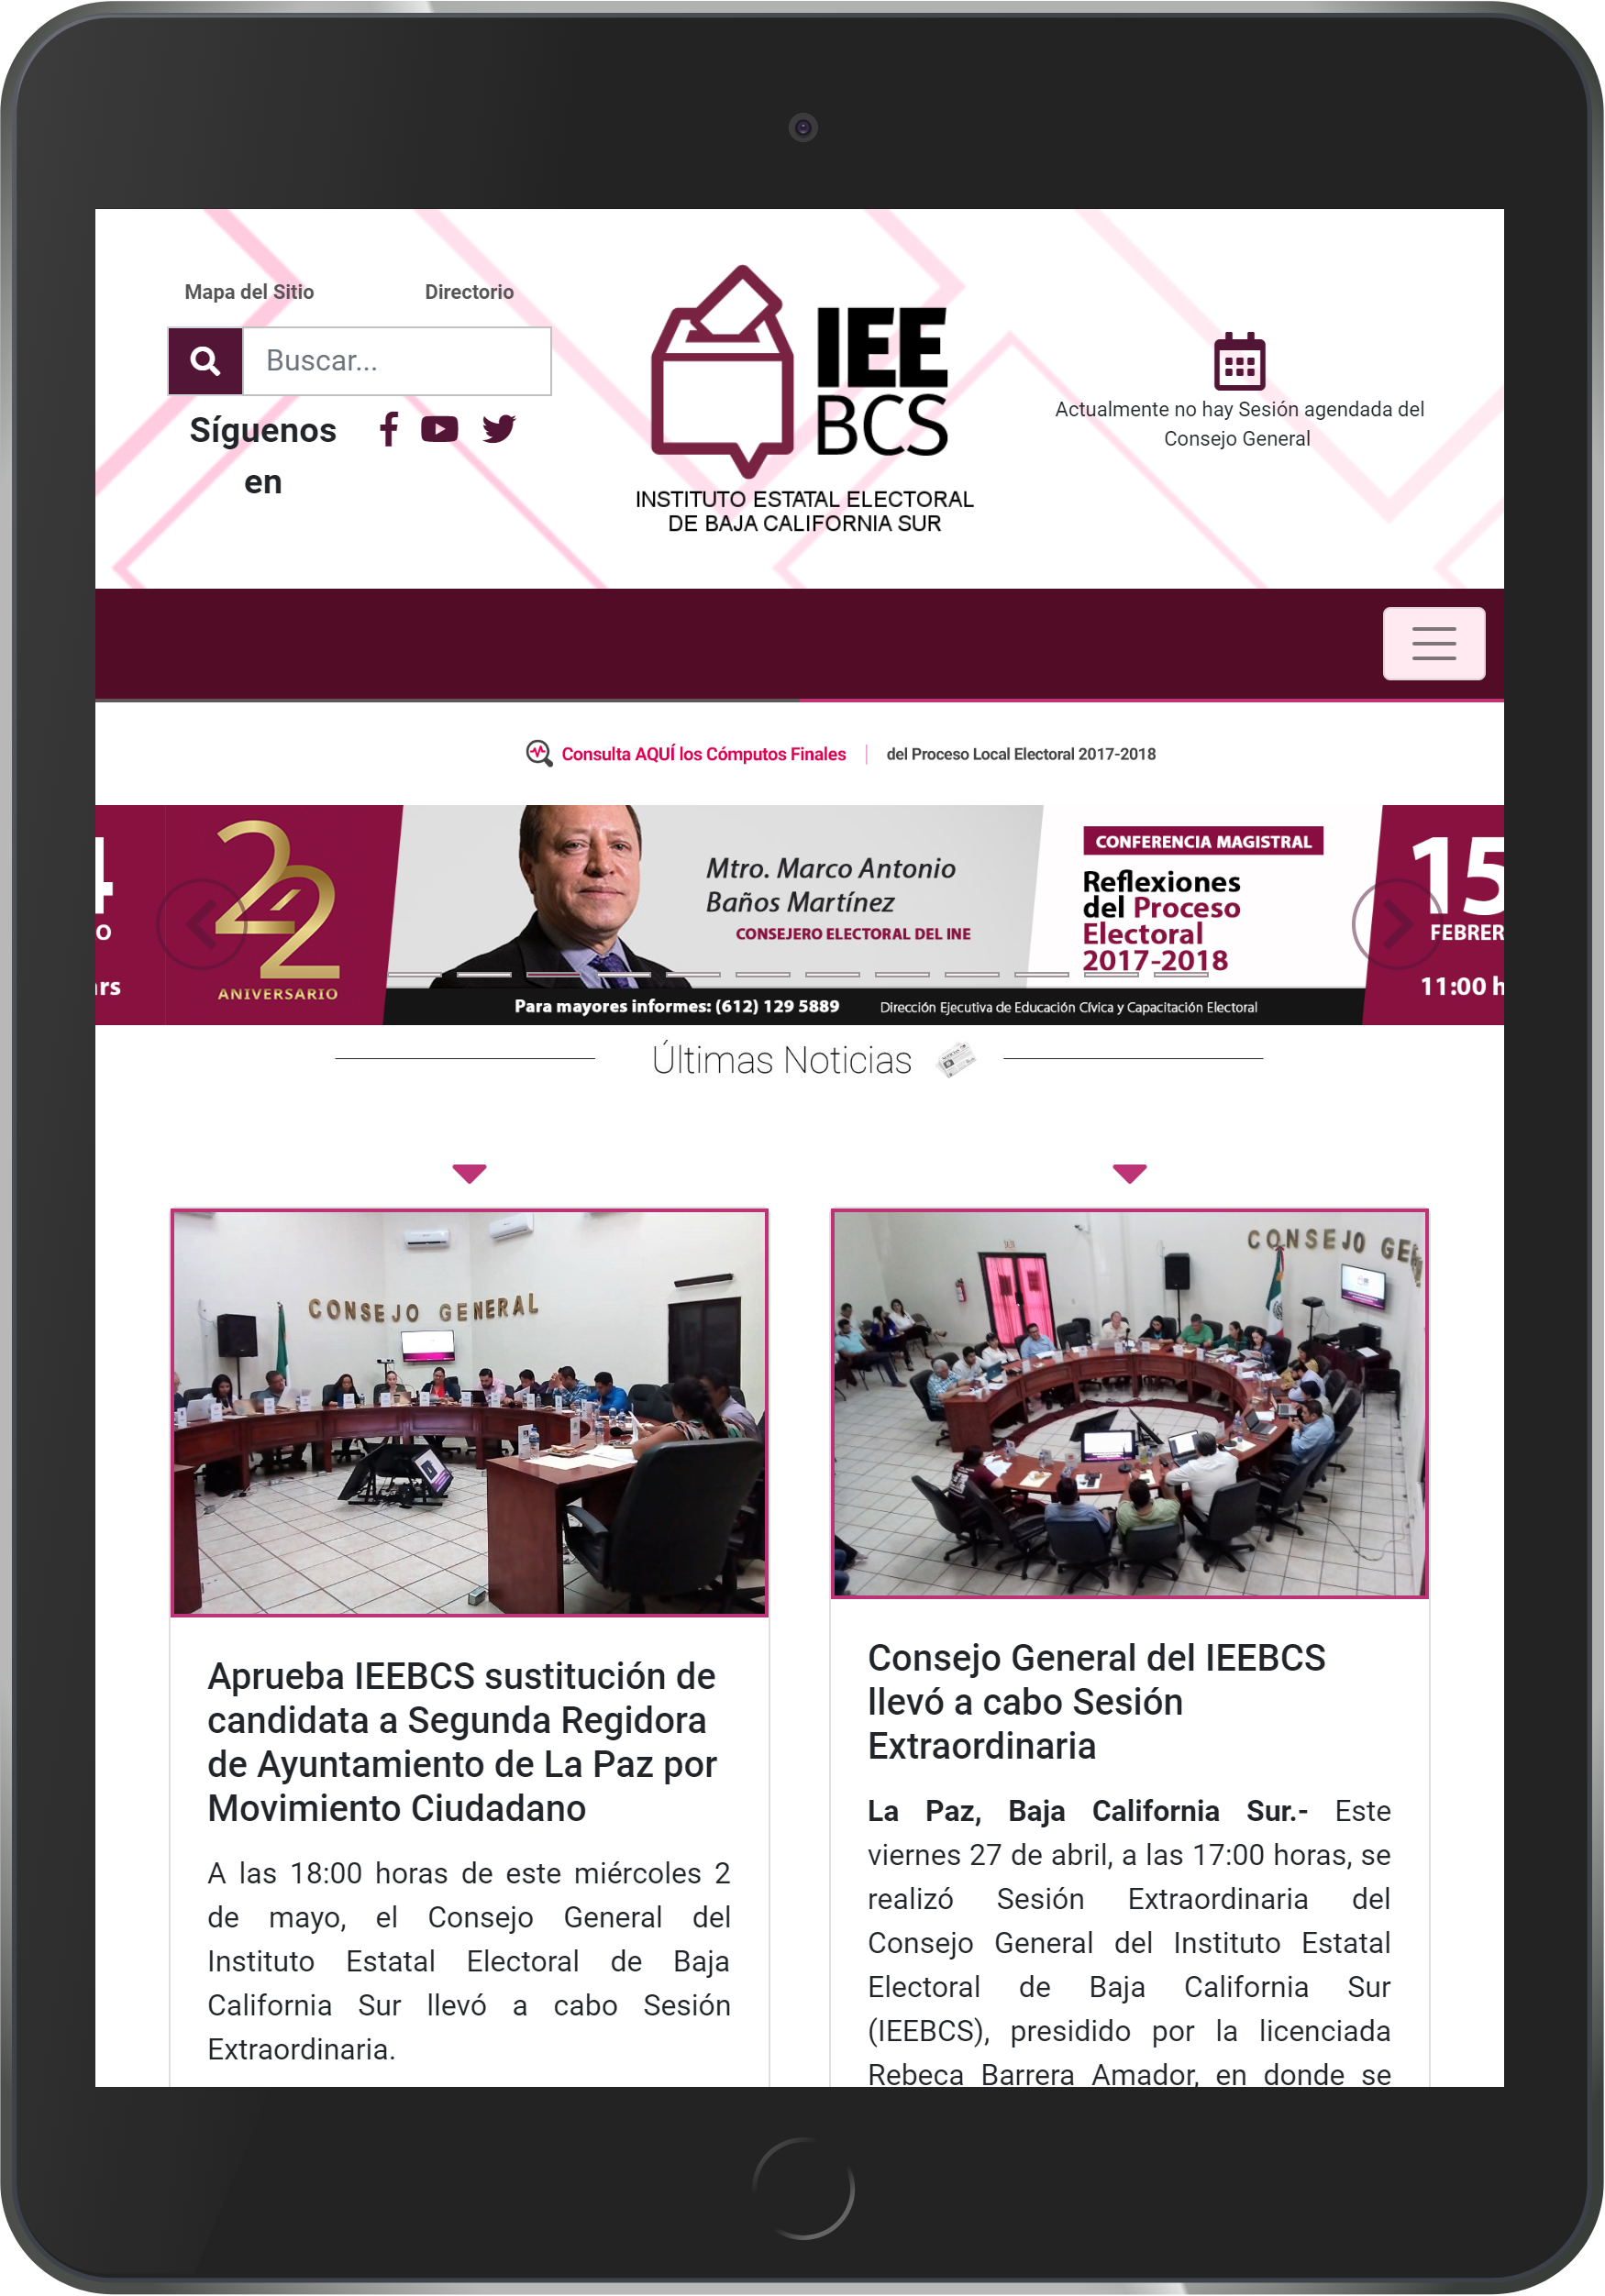 Mapa del Sitio
Directorio
Buscar...
Síguenos
en
IEE
BCS
INSTITUTO ESTATAL ELECTORAL
DE BAJA CALIFORNIA SUR
Actualmente no hay Sesión agendada del
Consejo General
Consulta AQUÍ los Cómputos Finales | del Proceso Local Electoral 2017-2018
22
ANIVERSARIO
Mtro. Marco Antonio
Baños Martínez
CONSEJERO ELECTORAL DEL INE
CONFERENCIA MAGISTRAL
Reflexiones
del Proceso
Electoral
2017-2018
15
FEBRER
11:00 h
Para mayores informes: (612) 129 5889
Dirección Ejecutiva de Educación Cívica y Capacitación Electoral
Últimas Noticias
CONSEJO GENERAL
Aprueba IEEBCS sustitución de
candidata a Segunda Regidora
de Ayuntamiento de La Paz por
Movimiento Ciudadano
A las 18:00 horas de este miércoles 2
de mayo, el Consejo General del
Instituto Estatal Electoral de Baja
California Sur llevó a cabo Sesión
Extraordinaria.
CONSEJO GE
Consejo General del IEEBCS
llevó a cabo Sesión
Extraordinaria
La Paz, Baja California Sur.- Este
viernes 27 de abril, a las 17:00 horas, se
realizó Sesión Extraordinaria del
Consejo General del Instituto Estatal
Electoral de Baja California Sur
(IEEBCS), presidido por la licenciada
Rebeca Barrera Amador, en donde se